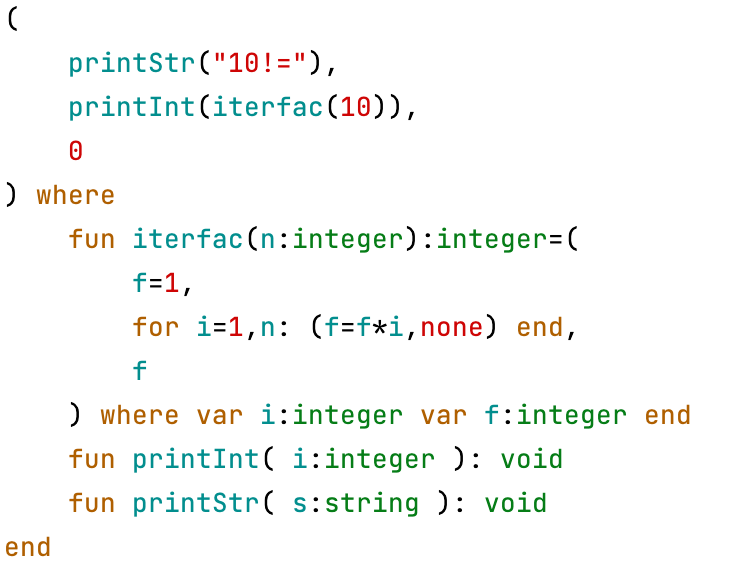 (
    printStr("10!="),
    printInt(iterfac(10)),
    0
) where
    fun iterfac(n:integer):integer=(
        f=1,
        for i=1,n: (f=f*i,none) end,
        f
    ) where var i:integer var f:integer end
    fun printInt( i:integer ): void
    fun printStr( s:string ): void
end